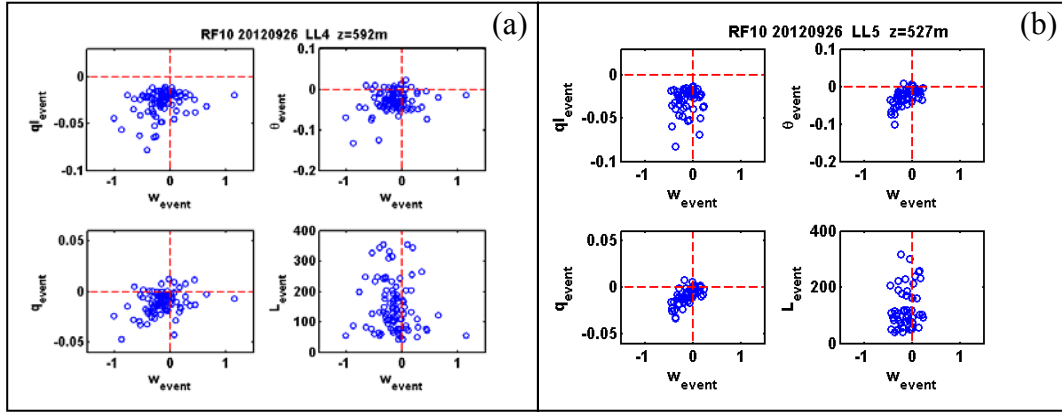 (a)
RF10 20120926 LL4 z=592m
0
-0.05
-0.1
ql_event
-1 0 1
w_event
0.1
0
-0.1
-0.2
θ_event
-1 0 1
w_event
0.05
0
-0.05
q_event
-1 0 1
w_event
400
300
200
100
0
L_event
-1 0 1
w_event
(b)
RF10 20120926 LL5 z=527m
0
-0.05
-0.1
ql_event
-1 0 1
w_event
0.1
0
-0.1
-0.2
θ_event
-1 0 1
w_event
0.05
0
-0.05
q_event
-1 0 1
w_event
400
200
0
L_event
-1 0 1
w_event